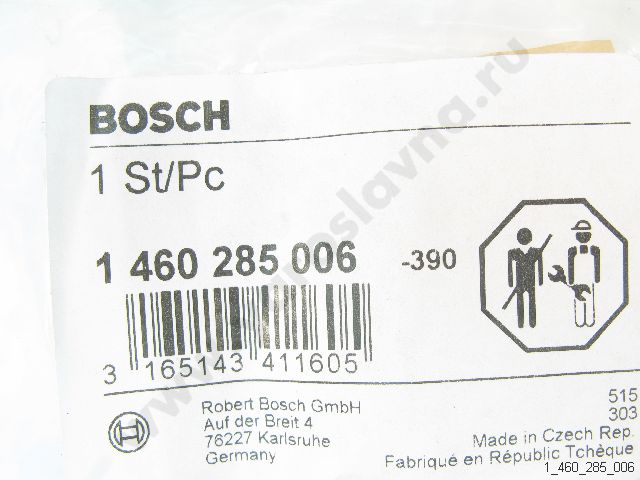 BOSCH
1 St/Pc
1 460 285 006 -390
3 165143 411605
Robert Bosch GmbH
Auf der Breit 4
76227 Karlsruhe
Germany
515
303
Made in Czech Rep.
Fabriqué en Républic Tchèque
1_460_285_006